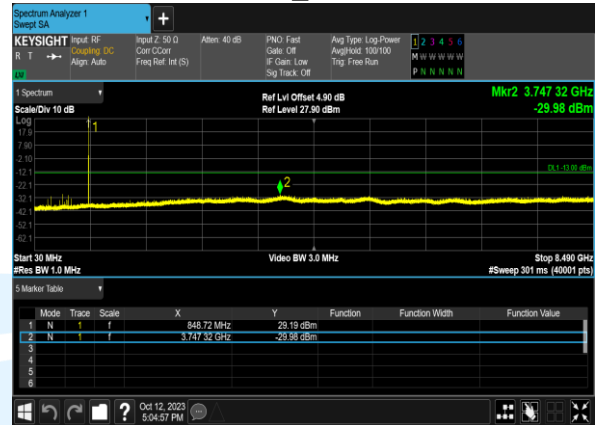 Spectrum Analyzer 1
Swept SA
+
KEYSIGHT Input: RF Input Z: 50 Ω Atten: 40 dB PNO: Fast Avg Type: Log-Power 1 2 3 4 5 6
R T Coupling: DC Corr CCorr Gate: Off Avg|Hold: 100/100 M W W W W W
Align: Auto Freq Ref: Int (S) IF Gain: Low Trig: Free Run
Sig Track: Off P N N N N N
1 Spectrum Ref Lvl Offset 4.90 dB Mkr2 3.747 32 GHz
Scale/Div 10 dB Ref Level 27.90 dBm -29.98 dBm
Log
17.9
7.90
-2.10
-12.1
-22.1
-32.1
-42.1
-52.1
-62.1
1
2
DL1 -13.00 dBm
Start 30 MHz Video BW 3.0 MHz Stop 8.490 GHz
#Res BW 1.0 MHz #Sweep 301 ms (40001 pts)
5 Marker Table
Mode Trace Scale X Y Function Function Width Function Value
1 N 1 f 848.72 MHz 29.19 dBm
2 N 1 f 3.747 32 GHz -29.98 dBm
3
4
5
6
? Oct 12, 2023
5:04:57 PM